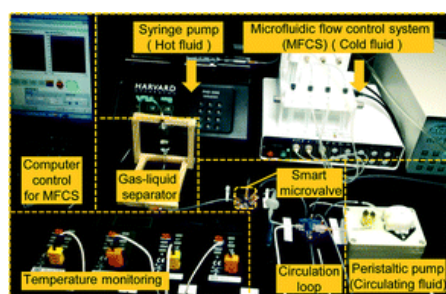 Syringe pump
( Hot fluid )
Microfluidic flow control system
(MFCS) ( Cold fluid )
HARVARD
Computer
control
for MFCS
Gas-liquid
separator
Smart
microvalve
Temperature monitoring
Circulation
loop
Peristaltic pump
(Circulating fluid)